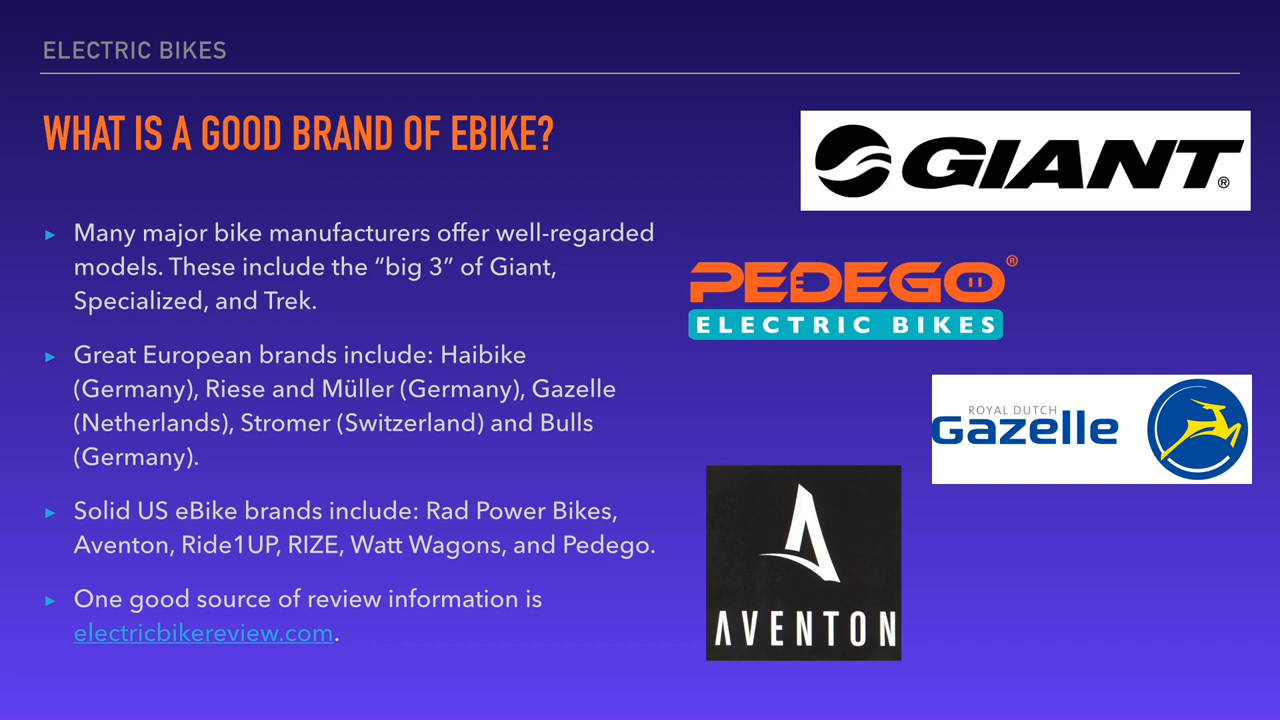 ELECTRIC BIKES
WHAT IS A GOOD BRAND OF EBIKE?
▸ Many major bike manufacturers offer well-regarded
models. These include the “big 3” of Giant,
Specialized, and Trek.
▸ Great European brands include: Haibike
(Germany), Riese and Müller (Germany), Gazelle
(Netherlands), Stromer (Switzerland) and Bulls
(Germany).
▸ Solid US eBike brands include: Rad Power Bikes,
Aventon, Ride1UP, RIZE, Watt Wagons, and Pedego.
▸ One good source of review information is
electricbikereview.com.
GIANT®
PEDEGO®
ELECTRIC BIKES
ROYAL DUTCH
Gazelle
AVENTON